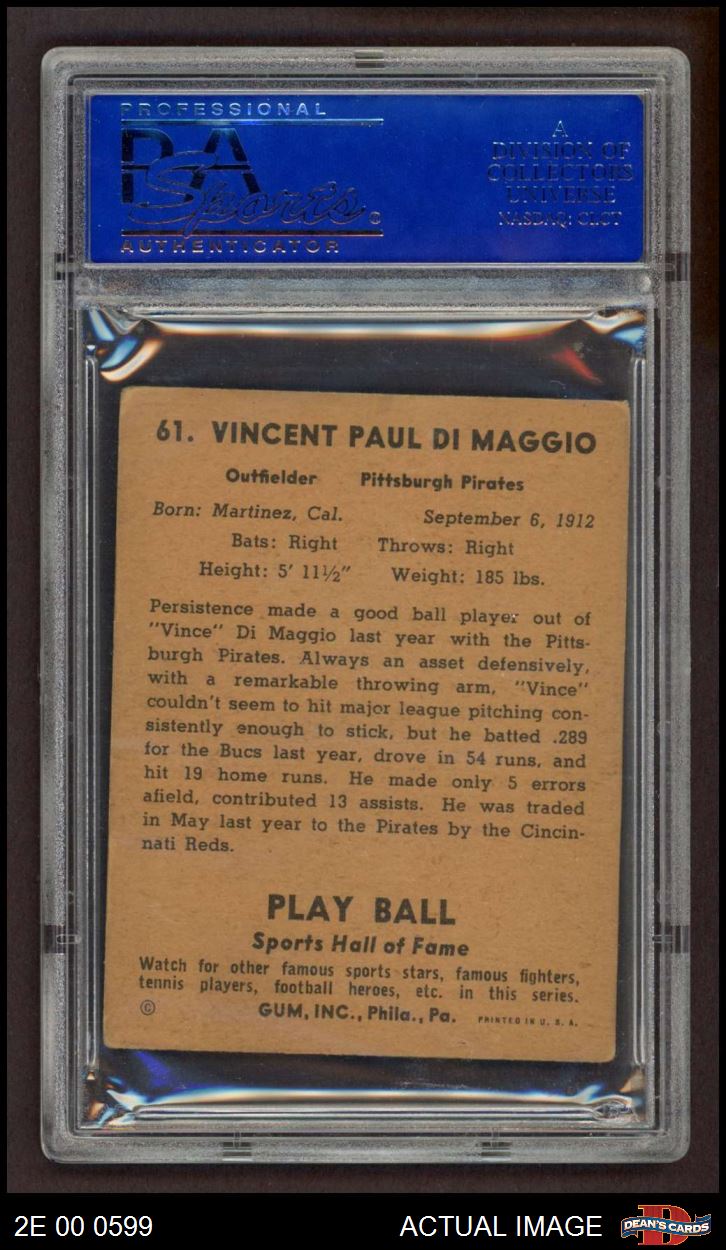 PROFESSIONAL
PSA
Sports ©
AUTHENTICATOR
A
DIVISION OF
COLLECTORS
UNIVERSE
NASDAQ: CLCT
61. VINCENT PAUL DI MAGGIO
Outfielder Pittsburgh Pirates
Born: Martinez, Cal. September 6, 1912
Bats: Right Throws: Right
Height: 5' 11½" Weight: 185 lbs.
Persistence made a good ball player out of
"Vince" Di Maggio last year with the Pitts-
burgh Pirates. Always an asset defensively,
with a remarkable throwing arm, "Vince"
couldn't seem to hit major league pitching con-
sistently enough to stick, but he batted .289
for the Bucs last year, drove in 54 runs, and
hit 19 home runs. He made only 5 errors
afield, contributed 13 assists. He was traded
in May last year to the Pirates by the Cincin-
nati Reds.
PLAY BALL
Sports Hall of Fame
Watch for other famous sports stars, famous fighters,
tennis players, football heroes, etc. in this series.
© GUM, INC., Phila., Pa. PRINTED IN U. S. A.
2E 00 0599 ACTUAL IMAGE D DEAN'S CARDS